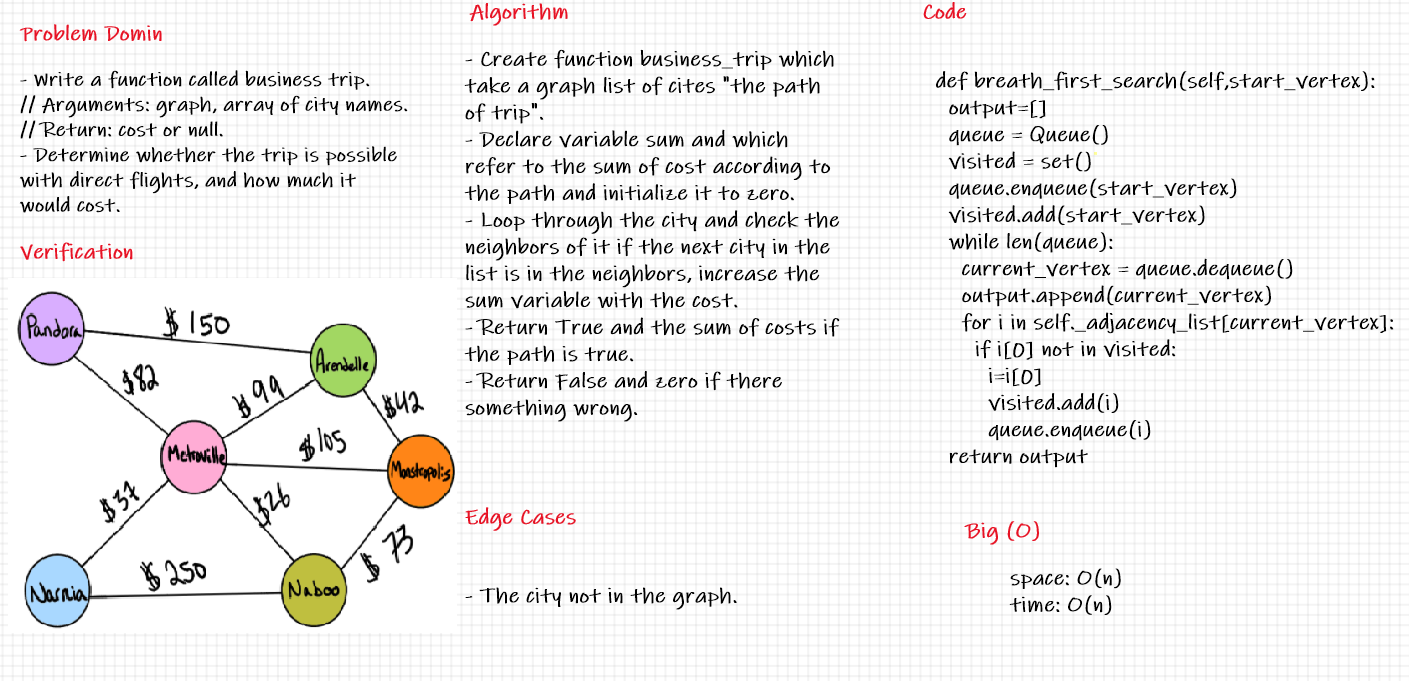 Problem Domin
- Write a function called business trip.
// Arguments: graph, array of city names.
// Return: cost or null.
- Determine whether the trip is possible
with direct flights, and how much it
would cost.
Verification
Pandora
$ 150
Arendelle
$82
$99
$42
Metroville
$105
Monstropolis
$37
$26
$ 73
Narnia
$ 250
Naboo
Algorithm
- Create function business_trip which
take a graph list of cites "the path
of trip".
- Declare variable sum and which
refer to the sum of cost according to
the path and initialize it to zero.
- Loop through the city and check the
neighbors of it if the next city in the
list is in the neighbors, increase the
sum variable with the cost.
- Return True and the sum of costs if
the path is true.
- Return False and zero if there
something wrong.
Edge Cases
- The city not in the graph.
Code
def breath_first_search(self,start_vertex):
output=[]
queue = Queue()
visited = set()
queue.enqueue(start_vertex)
visited.add(start_vertex)
while len(queue):
current_vertex = queue.dequeue()
output.append(current_vertex)
for i in self._adjacency_list[current_vertex]:
if i[0] not in visited:
i=i[0]
visited.add(i)
queue.enqueue(i)
return output
Big (O)
space: O(n)
time: O(n)